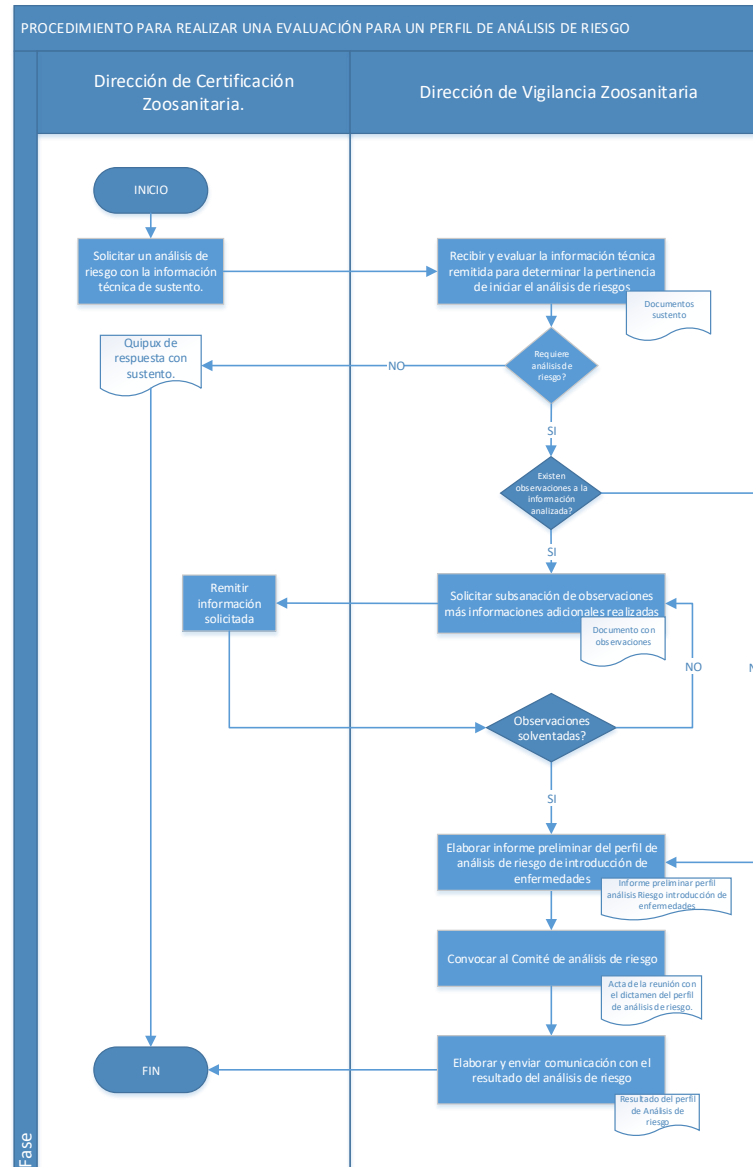 PROCEDIMIENTO PARA REALIZAR UNA EVALUACIÓN PARA UN PERFIL DE ANÁLISIS DE RIESGO
Dirección de Certificación
Zoosanitaria.
Dirección de Vigilancia Zoosanitaria
INICIO
Solicitar un análisis de
riesgo con la información
técnica de sustento.
Recibir y evaluar la información técnica
remitida para determinar la pertinencia
de iniciar el análisis de riesgos
Documentos
sustento
Quipux de
respuesta con
sustento.
NO
Requiere
análisis de
riesgo?
SI
Existen
observaciones a la
información
analizada?
SI
Remitir
información
solicitada
Solicitar subsanación de observaciones
más informaciones adicionales realizadas
Documento con
observaciones
NO
N
Observaciones
solventadas?
SI
Elaborar informe preliminar del perfil de
análisis de riesgo de introducción de
enfermedades
Informe preliminar perfil
análisis Riesgo introducción de
enfermedades
Convocar al Comité de análisis de riesgo
Acta de la reunión con
el dictamen del perfil
de análisis de riesgo.
FIN
Elaborar y enviar comunicación con el
resultado del análisis de riesgo
Resultado del perfil
de Análisis de
riesgo
Fase